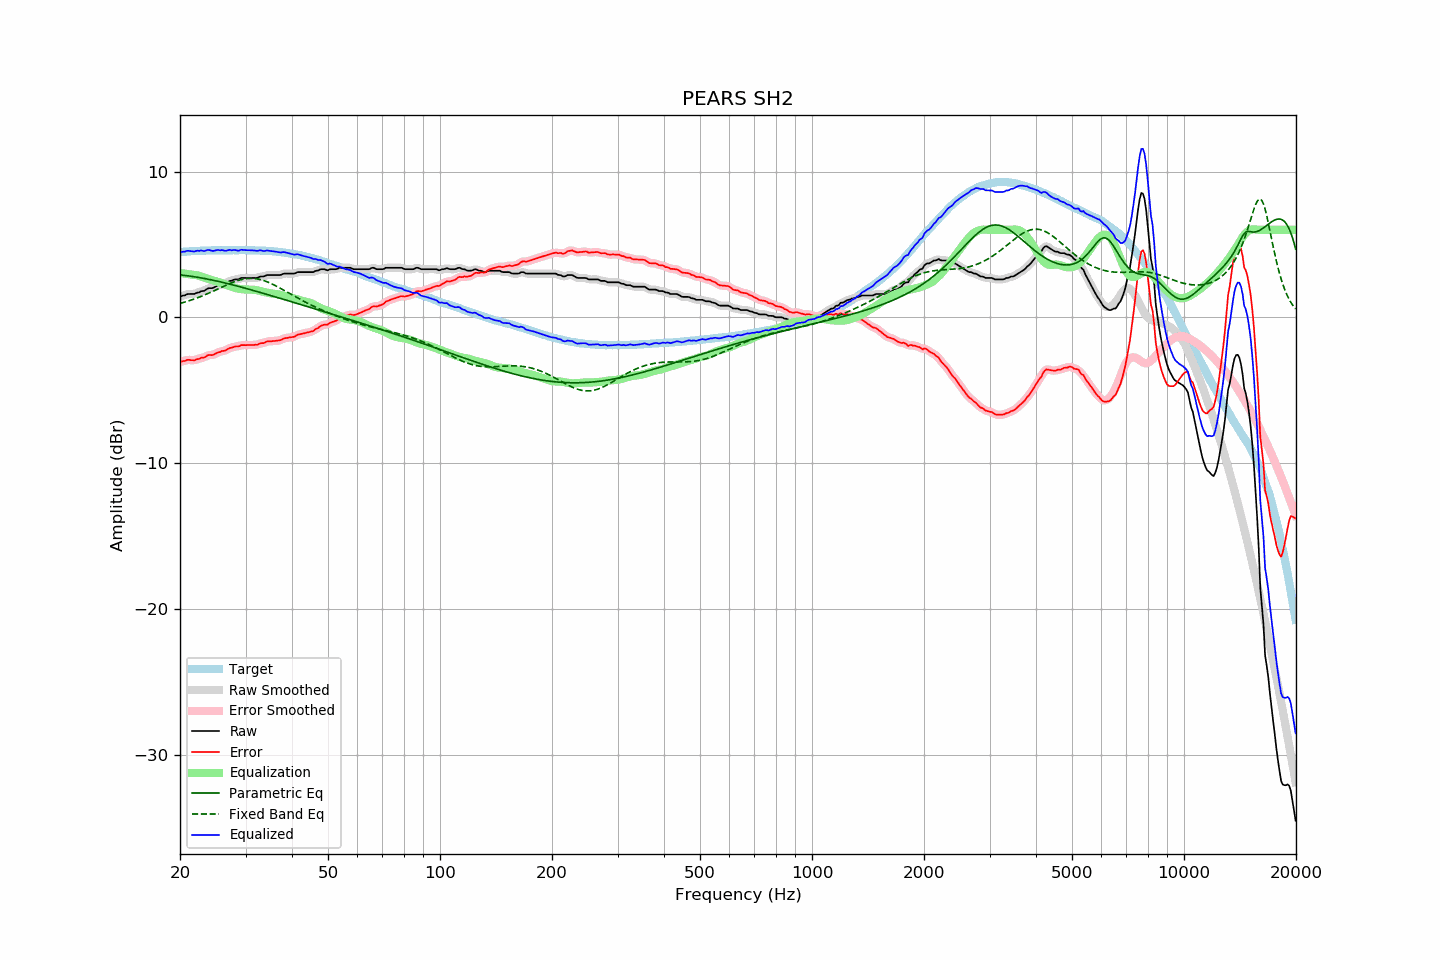 PEARS SH2
10
0
−10
−20
−30
Amplitude (dBr)
Target
Raw Smoothed
Error Smoothed
Raw
Error
Equalization
Parametric Eq
Fixed Band Eq
Equalized
20 50 100 200 500 1000 2000 5000 10000 20000
Frequency (Hz)